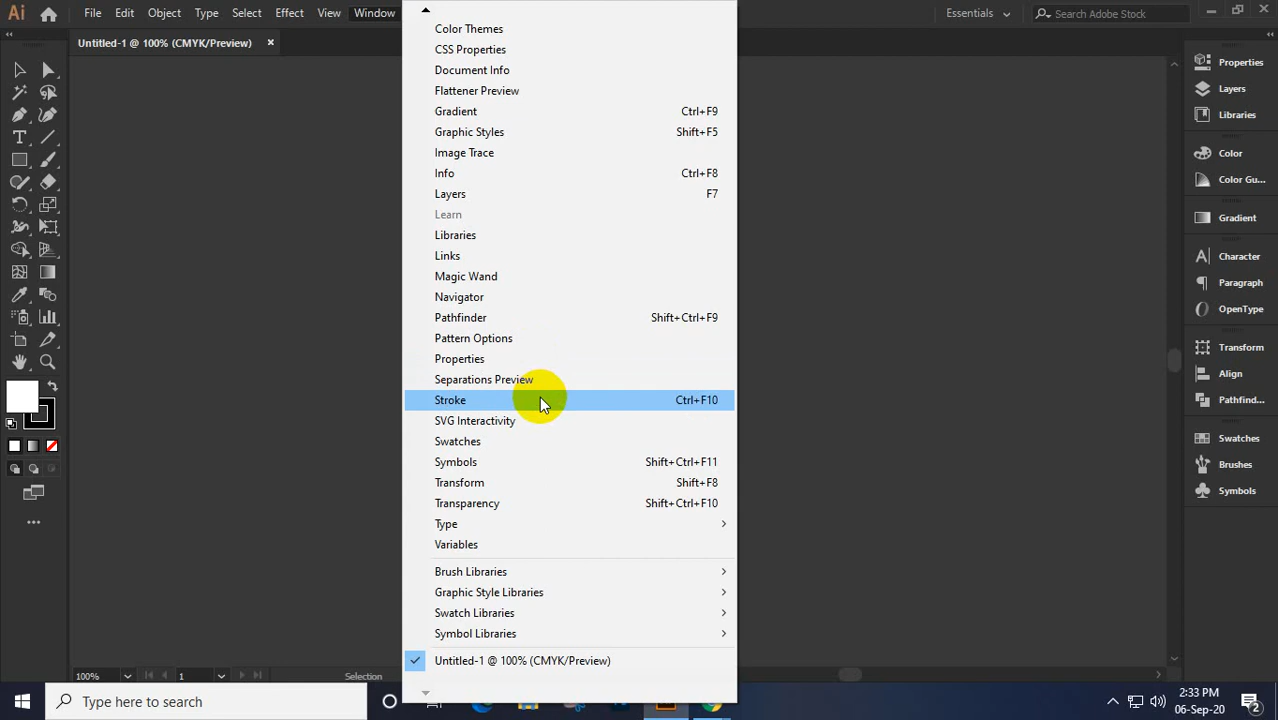 Ai File Edit Object Type Select Effect View Window Essentials Search Adobe Stock
Untitled-1 @ 100% (CMYK/Preview) ×
Color Themes
CSS Properties
Document Info
Flattener Preview
Gradient Ctrl+F9
Graphic Styles Shift+F5
Image Trace
Info Ctrl+F8
Layers F7
Learn
Libraries
Links
Magic Wand
Navigator
Pathfinder Shift+Ctrl+F9
Pattern Options
Properties
Separations Preview
Stroke Ctrl+F10
SVG Interactivity
Swatches
Symbols Shift+Ctrl+F11
Transform Shift+F8
Transparency Shift+Ctrl+F10
Type
Variables
Brush Libraries
Graphic Style Libraries
Swatch Libraries
Symbol Libraries
Untitled-1 @ 100% (CMYK/Preview)
Properties
Layers
Libraries
Color
Color Gu...
Gradient
Character
Paragraph
OpenType
Transform
Align
Pathfin...
Swatches
Brushes
Symbols
100% 1 Selection
Type here to search
2:33 PM
06-Sep-20
2